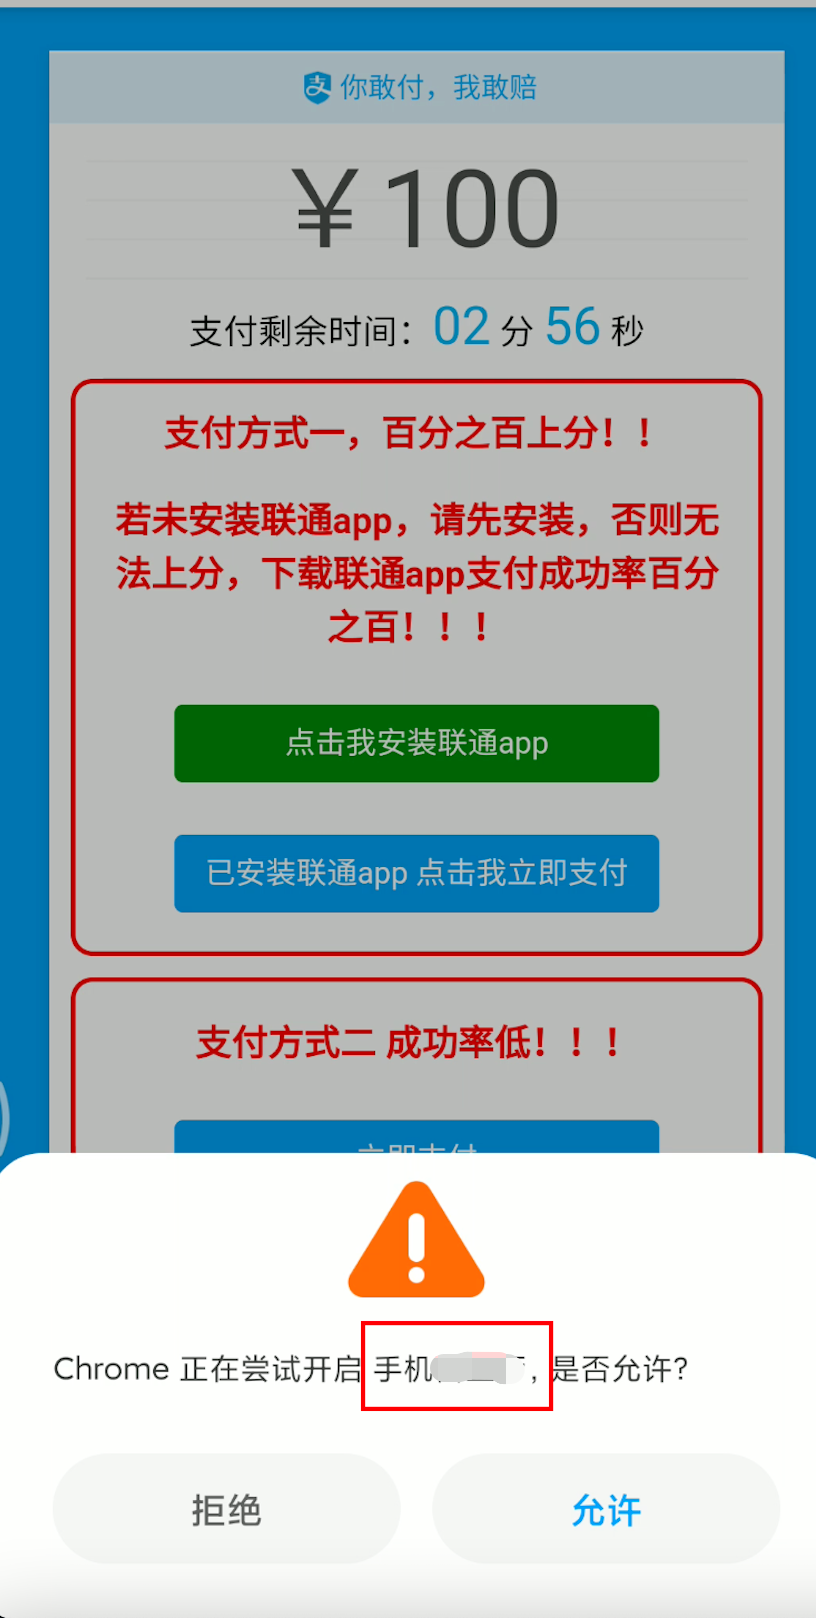 支 你敢付，我敢赔
￥100
支付剩余时间：02 分 56 秒
支付方式一，百分之百上分！！
若未安装联通app，请先安装，否则无
法上分，下载联通app支付成功率百分
之百！！！
点击我安装联通app
已安装联通app 点击我立即支付
支付方式二 成功率低！！！
Chrome 正在尝试开启 手机，是否允许？
拒绝
允许